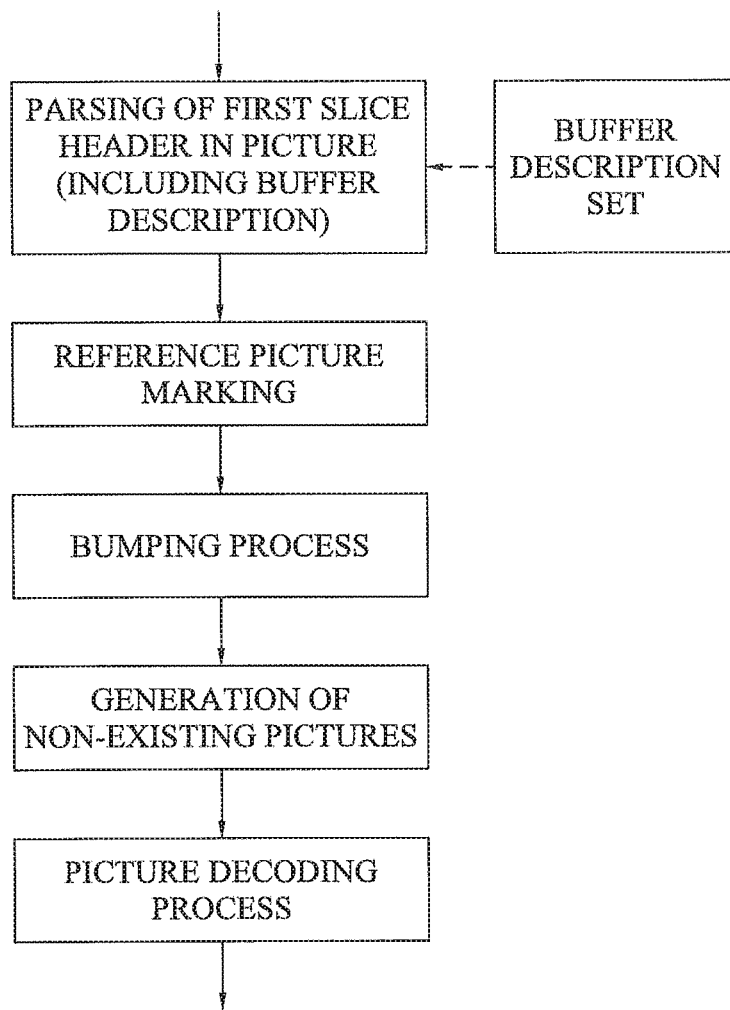 PARSING OF FIRST SLICE
HEADER IN PICTURE
(INCLUDING BUFFER
DESCRIPTION)
BUFFER
DESCRIPTION
SET
REFERENCE PICTURE
MARKING
BUMPING PROCESS
GENERATION OF
NON-EXISTING PICTURES
PICTURE DECODING
PROCESS